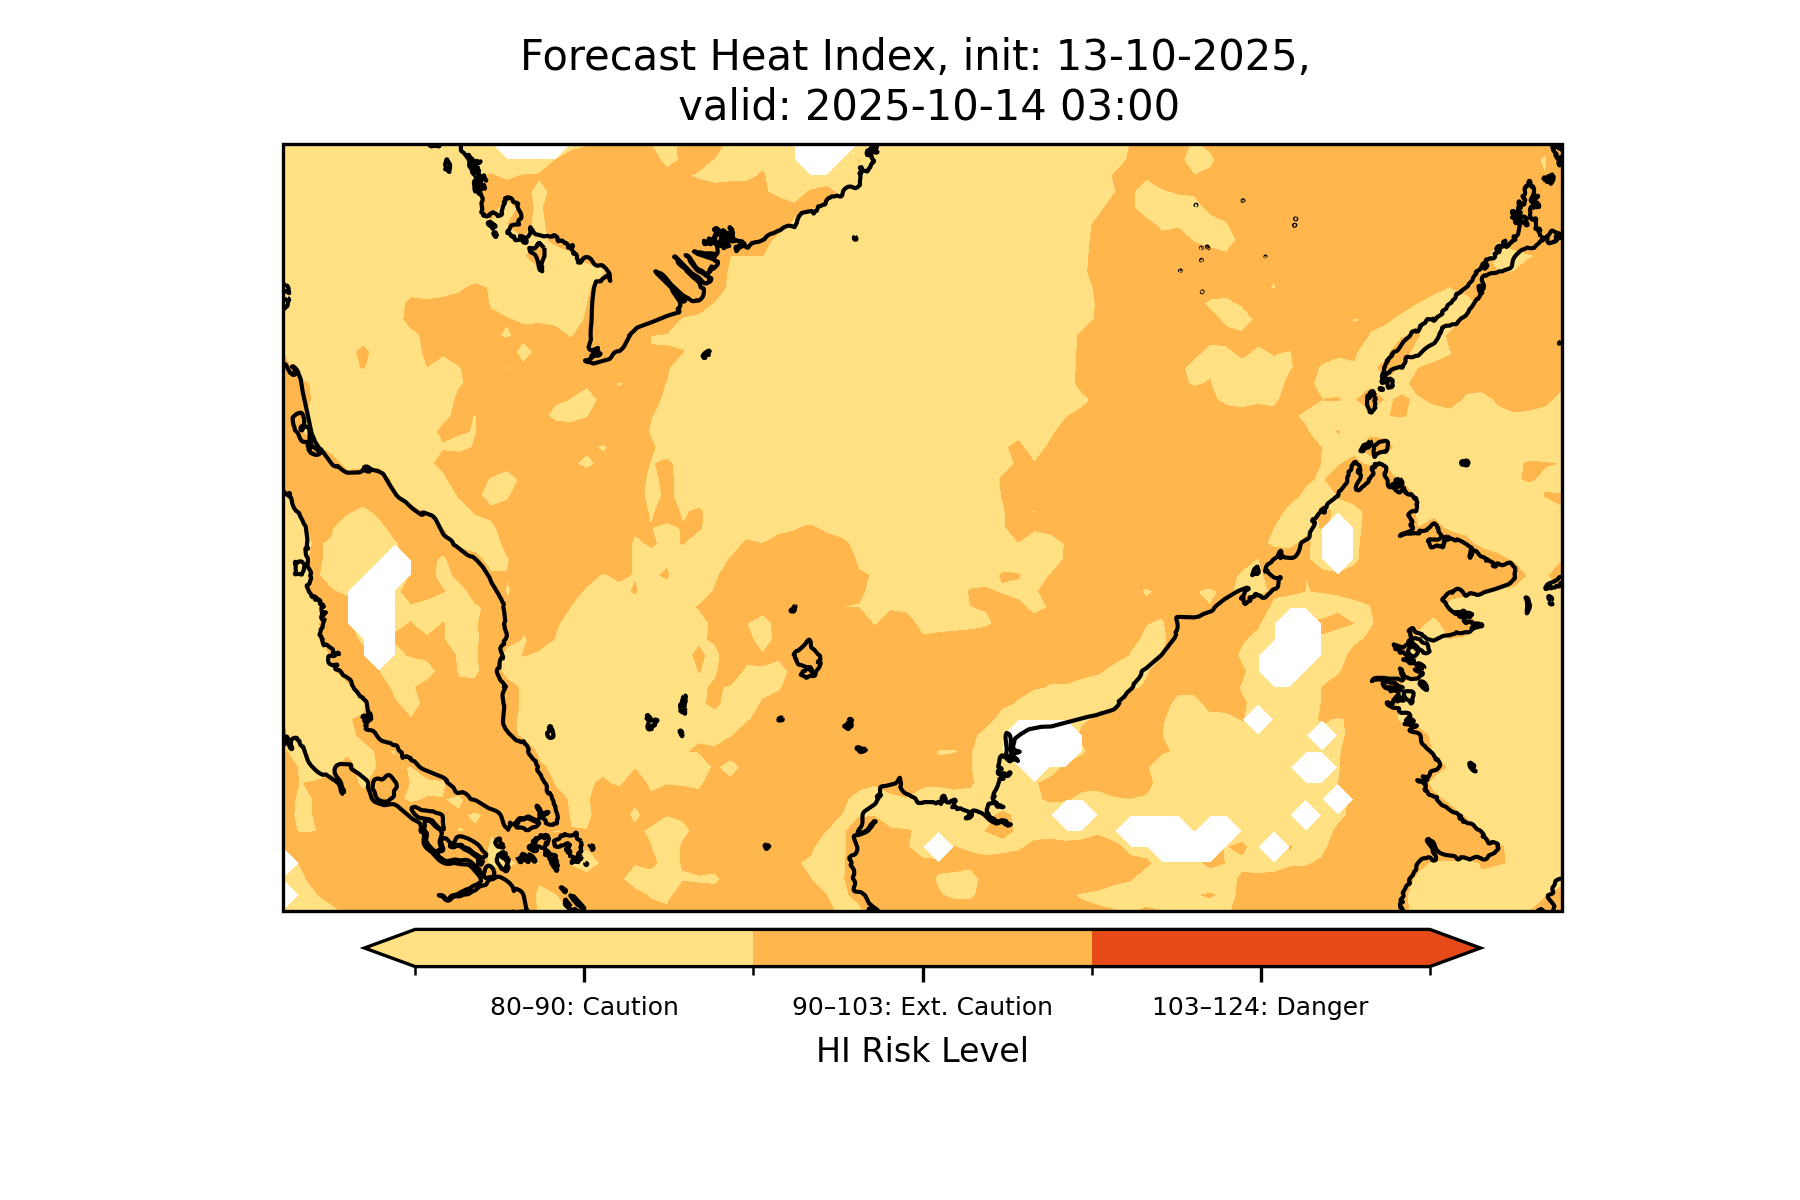 Forecast Heat Index, init: 13-10-2025,
valid: 2025-10-14 03:00
80–90: Caution
90–103: Ext. Caution
103–124: Danger
HI Risk Level